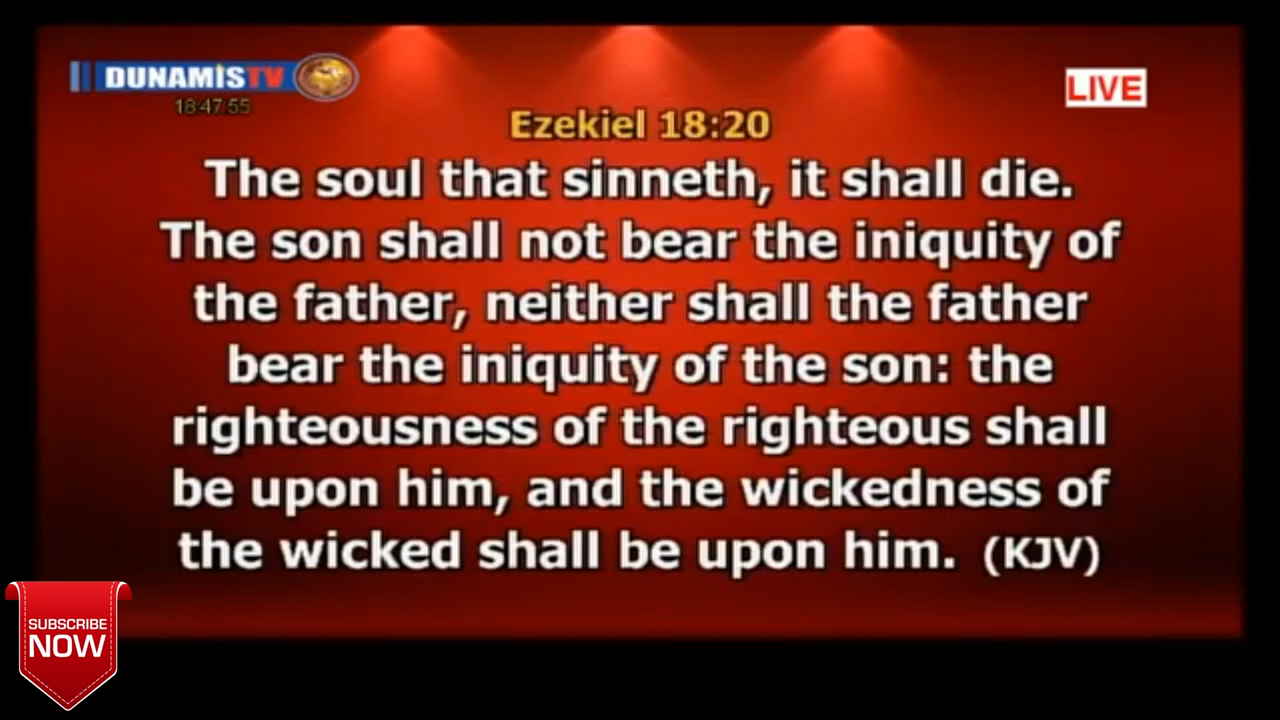 DUNAMIS TV
18:47:55
LIVE
Ezekiel 18:20
The soul that sinneth, it shall die.
The son shall not bear the iniquity of
the father, neither shall the father
bear the iniquity of the son: the
righteousness of the righteous shall
be upon him, and the wickedness of
the wicked shall be upon him. (KJV)
SUBSCRIBE
NOW